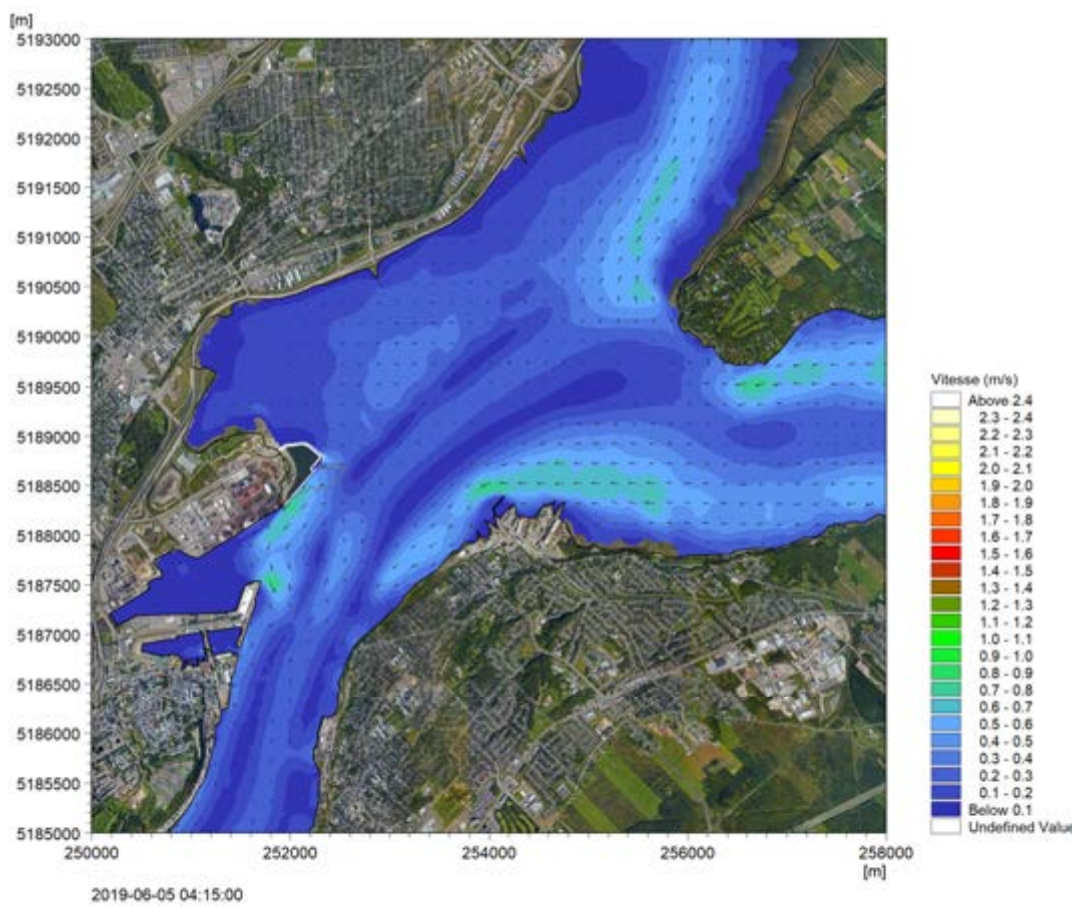 [m]
5193000
5192500
5192000
5191500
5191000
5190500
5190000
5189500
5189000
5188500
5188000
5187500
5187000
5186500
5186000
5185500
5185000
250000
252000
254000
256000
258000
[m]
2019-06-05 04:15:00
Vitesse (m/s)
Above 2.4
2.3 - 2.4
2.2 - 2.3
2.1 - 2.2
2.0 - 2.1
1.9 - 2.0
1.8 - 1.9
1.7 - 1.8
1.6 - 1.7
1.5 - 1.6
1.4 - 1.5
1.3 - 1.4
1.2 - 1.3
1.1 - 1.2
1.0 - 1.1
0.9 - 1.0
0.8 - 0.9
0.7 - 0.8
0.6 - 0.7
0.5 - 0.6
0.4 - 0.5
0.3 - 0.4
0.2 - 0.3
0.1 - 0.2
Below 0.1
Undefined Value